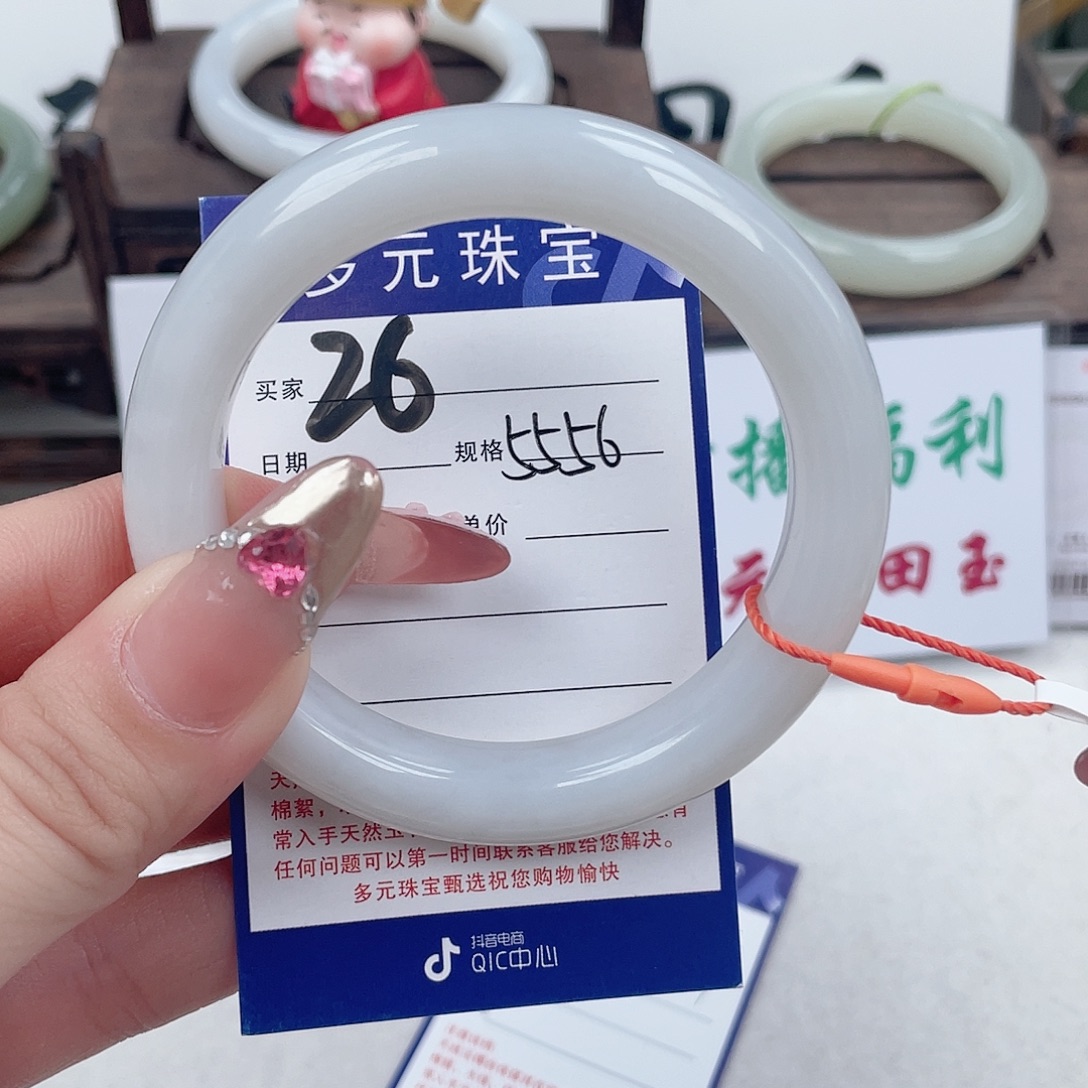 多元珠宝
买家 26
日期 规格 5556
单价
棉絮，
常入手天然玉
任何问题可以第一时间联系客服给您解决。
多元珠宝甄选祝您购物愉快
抖音电商
QIC中心
播福利
元 田玉